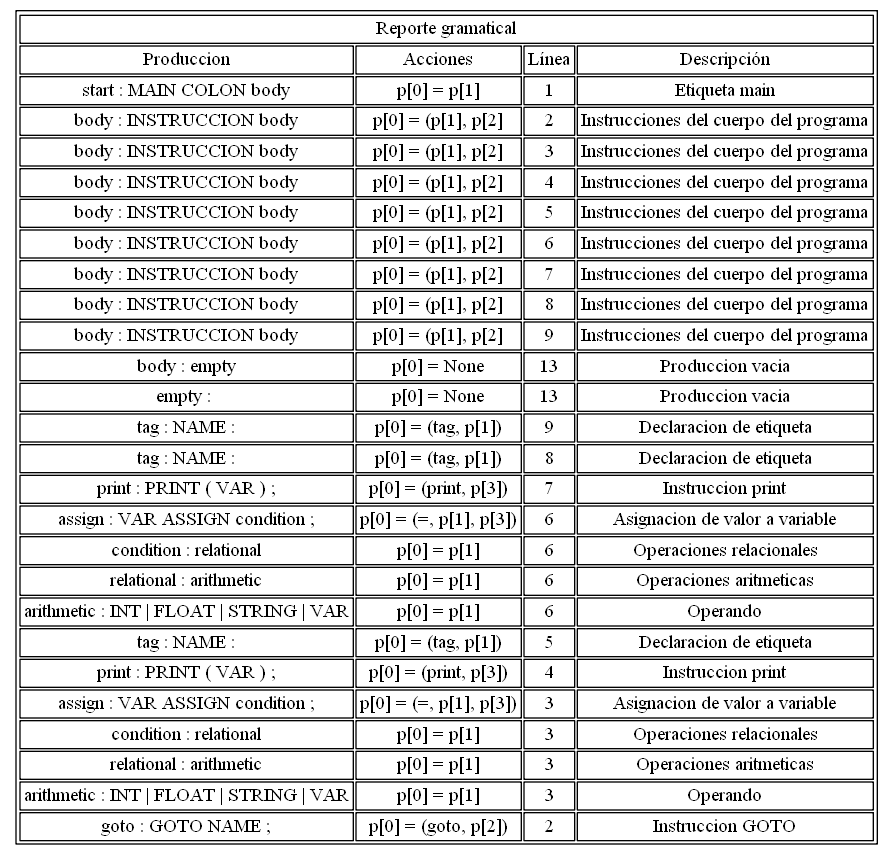 Reporte gramatical
Produccion Acciones Línea Descripción
start : MAIN COLON body p[0] = p[1] 1 Etiqueta main
body : INSTRUCCION body p[0] = (p[1], p[2] 2 Instrucciones del cuerpo del programa
body : INSTRUCCION body p[0] = (p[1], p[2] 3 Instrucciones del cuerpo del programa
body : INSTRUCCION body p[0] = (p[1], p[2] 4 Instrucciones del cuerpo del programa
body : INSTRUCCION body p[0] = (p[1], p[2] 5 Instrucciones del cuerpo del programa
body : INSTRUCCION body p[0] = (p[1], p[2] 6 Instrucciones del cuerpo del programa
body : INSTRUCCION body p[0] = (p[1], p[2] 7 Instrucciones del cuerpo del programa
body : INSTRUCCION body p[0] = (p[1], p[2] 8 Instrucciones del cuerpo del programa
body : INSTRUCCION body p[0] = (p[1], p[2] 9 Instrucciones del cuerpo del programa
body : empty p[0] = None 13 Produccion vacia
empty : p[0] = None 13 Produccion vacia
tag : NAME : p[0] = (tag, p[1]) 9 Declaracion de etiqueta
tag : NAME : p[0] = (tag, p[1]) 8 Declaracion de etiqueta
print : PRINT ( VAR ) ; p[0] = (print, p[3]) 7 Instruccion print
assign : VAR ASSIGN condition ; p[0] = (=, p[1], p[3]) 6 Asignacion de valor a variable
condition : relational p[0] = p[1] 6 Operaciones relacionales
relational : arithmetic p[0] = p[1] 6 Operaciones aritmeticas
arithmetic : INT | FLOAT | STRING | VAR p[0] = p[1] 6 Operando
tag : NAME : p[0] = (tag, p[1]) 5 Declaracion de etiqueta
print : PRINT ( VAR ) ; p[0] = (print, p[3]) 4 Instruccion print
assign : VAR ASSIGN condition ; p[0] = (=, p[1], p[3]) 3 Asignacion de valor a variable
condition : relational p[0] = p[1] 3 Operaciones relacionales
relational : arithmetic p[0] = p[1] 3 Operaciones aritmeticas
arithmetic : INT | FLOAT | STRING | VAR p[0] = p[1] 3 Operando
goto : GOTO NAME ; p[0] = (goto, p[2]) 2 Instruccion GOTO